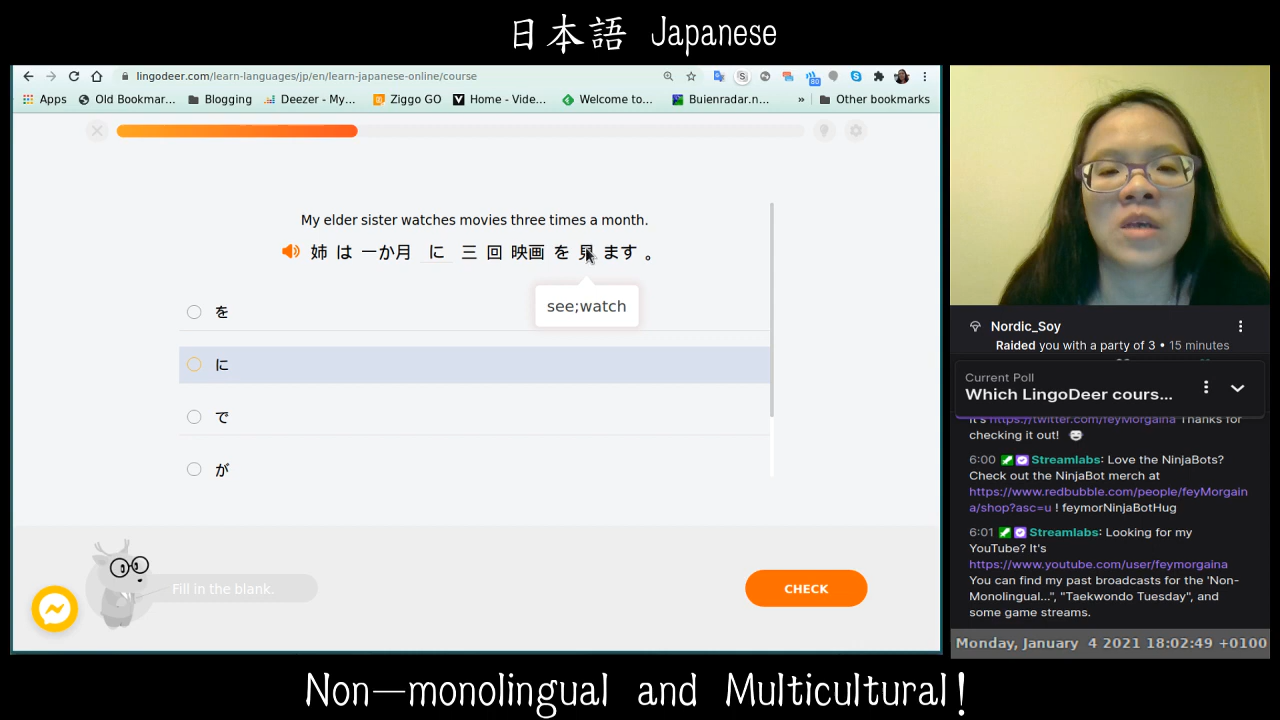 日本語 Japanese
lingodeer.com/learn-languages/jp/en/learn-japanese-online/course
80
Apps Old Bookmar... Blogging Deezer - My... Ziggo GO Home - Vide... Welcome to... Buienradar.n... » Other bookmarks
My elder sister watches movies three times a month.
姉 は 一か月 に 三 回 映画 を 見 ます 。
see;watch
を
に
で
が
Fill in the blank.
CHECK
Nordic_Soy
Raided you with a party of 3 • 15 minutes
Current Poll
Which LingoDeer cours...
It's https://twitter.com/feyMorgaina Thanks for
checking it out!
6:00 Streamlabs: Love the NinjaBots?
Check out the NinjaBot merch at
https://www.redbubble.com/people/feyMorgain
a/shop?asc=u ! feymorNinjaBotHug
6:01 Streamlabs: Looking for my
YouTube? It's
https://www.youtube.com/user/feymorgaina
You can find my past broadcasts for the 'Non-
Monolingual...", "Taekwondo Tuesday", and
some game streams.
Monday, January 4 2021 18:02:49 +0100
Non-monolingual and Multicultural!